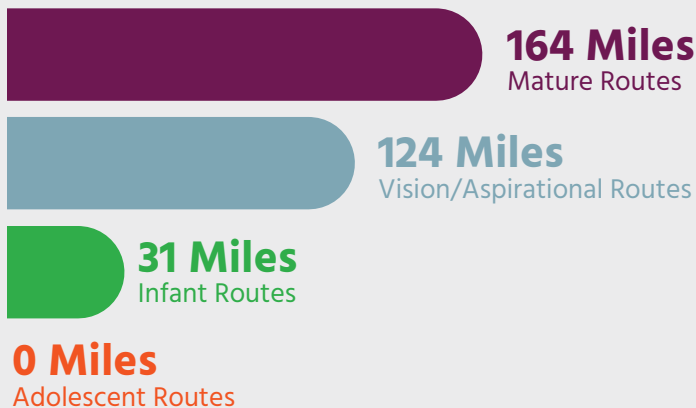 164 Miles
Mature Routes
124 Miles
Vision/Aspirational Routes
31 Miles
Infant Routes
0 Miles
Adolescent Routes